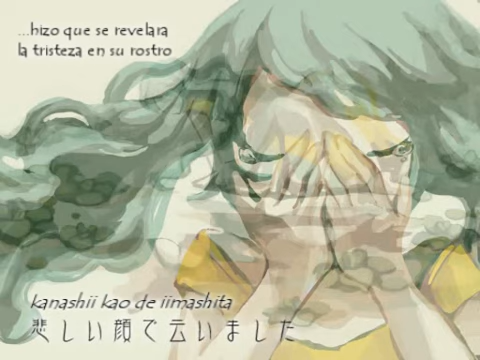 ...hizo que se revelara
la tristeza en su rostro
kanashii kao de iimashita
悲しい顔で云いました